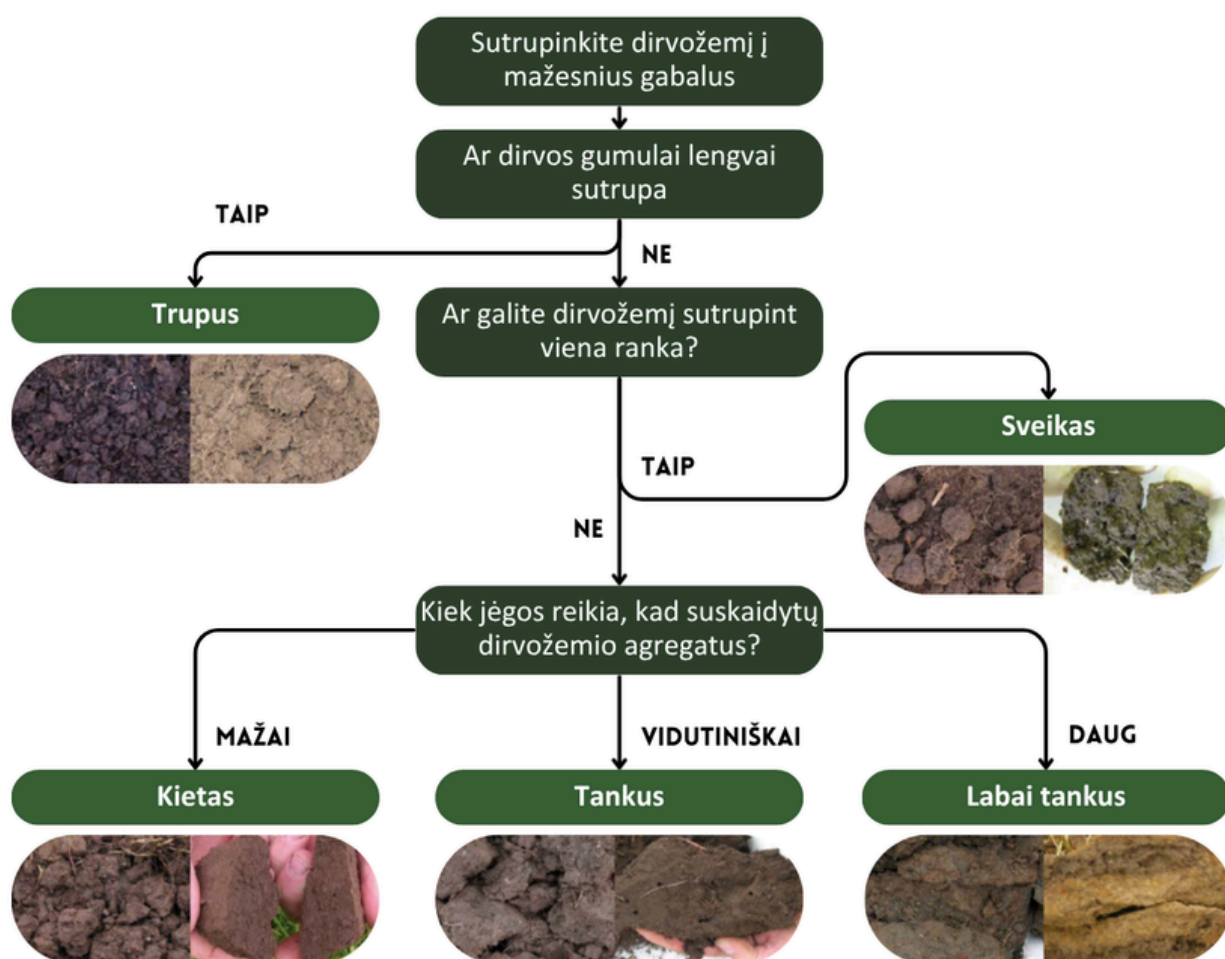 Sutrupinkite dirvožemį į
mažesnius gabalus
Ar dirvos gumulai lengvai
sutrupa
TAIP
NE
Trupus
Ar galite dirvožemį sutrupint
viena ranka?
Sveikas
TAIP
NE
Kiek jėgos reikia, kad suskaidytų
dirvožemio agregatus?
MAŽAI
VIDUTINIŠKAI
DAUG
Kietas
Tankus
Labai tankus